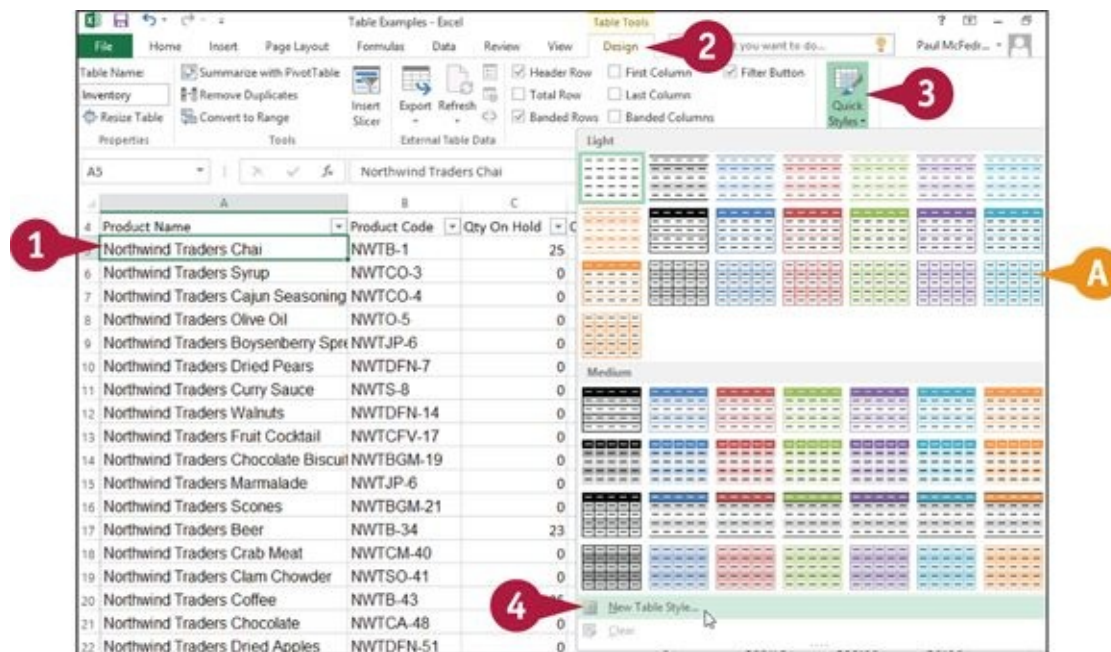 Table Examples - Excel
Table Tools
File Home Insert Page Layout Formulas Data Review View Design you want to do... Paul McFedr...
2
Table Name:
Inventory
Resize Table
Properties
Summarize with PivotTable
Remove Duplicates
Convert to Range
Tools
Insert Slicer
Export Refresh
External Table Data
Header Row First Column Filter Button
Total Row Last Column
Banded Rows Banded Columns
Quick Styles
3
A5 fx Northwind Traders Chai
Light
A B C
4 Product Name Product Code Qty On Hold
1
Northwind Traders Chai NWTB-1 25
6 Northwind Traders Syrup NWTCO-3 0
7 Northwind Traders Cajun Seasoning NWTCO-4 0
8 Northwind Traders Olive Oil NWTO-5 0
9 Northwind Traders Boysenberry Spre NWTJP-6 0
10 Northwind Traders Dried Pears NWTDFN-7 0
11 Northwind Traders Curry Sauce NWTS-8 0
12 Northwind Traders Walnuts NWTDFN-14 0
13 Northwind Traders Fruit Cocktail NWTCFV-17 0
14 Northwind Traders Chocolate Biscuit NWTBGM-19 0
15 Northwind Traders Marmalade NWTJP-6 0
16 Northwind Traders Scones NWTBGM-21 0
17 Northwind Traders Beer NWTB-34 23
18 Northwind Traders Crab Meat NWTCM-40 0
19 Northwind Traders Clam Chowder NWTSO-41 0
20 Northwind Traders Coffee NWTB-43
21 Northwind Traders Chocolate NWTCA-48 0
22 Northwind Traders Dried Apples NWTDFN-51 0
A
Medium
4
New Table Style...
Clear